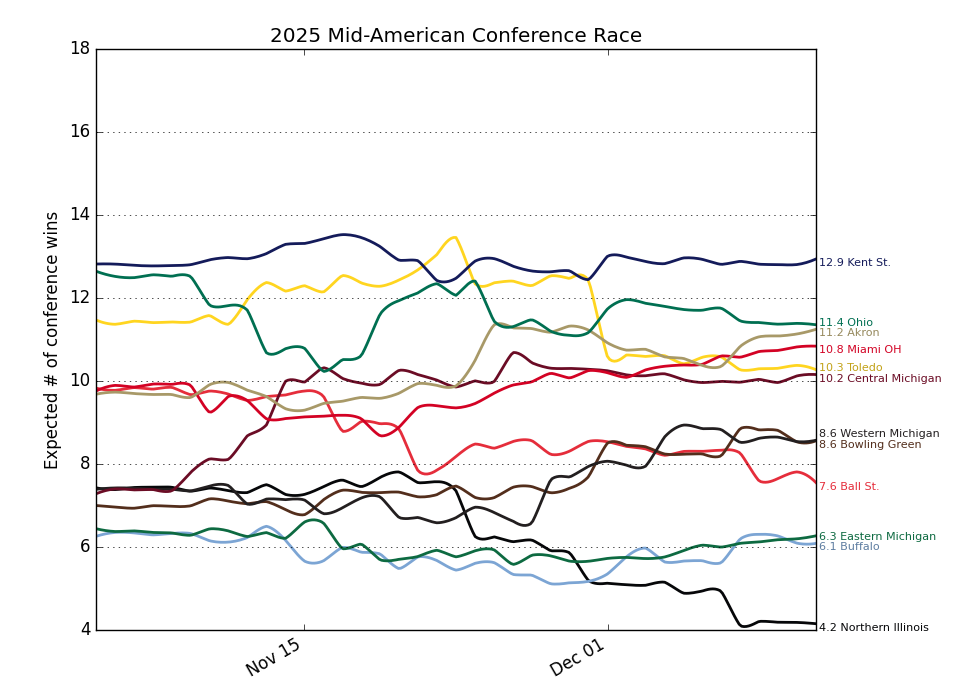 2025 Mid-American Conference Race
Expected # of conference wins
18
16
14
12
10
8
6
4
Nov 15
Dec 01
12.9 Kent St.
11.4 Ohio
11.2 Akron
10.8 Miami OH
10.3 Toledo
10.2 Central Michigan
8.6 Western Michigan
8.6 Bowling Green
7.6 Ball St.
6.3 Eastern Michigan
6.1 Buffalo
4.2 Northern Illinois